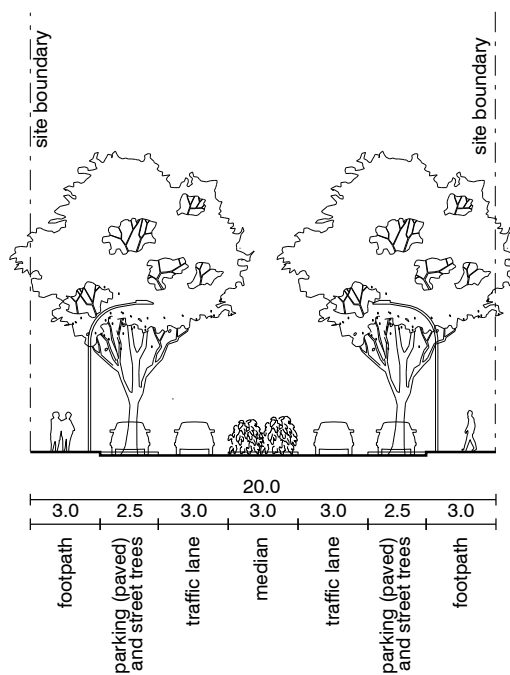 site boundary
site boundary
20.0
3.0 2.5 3.0 3.0 3.0 2.5 3.0
footpath
parking (paved)
and street trees
traffic lane
median
traffic lane
parking (paved)
and street trees
footpath